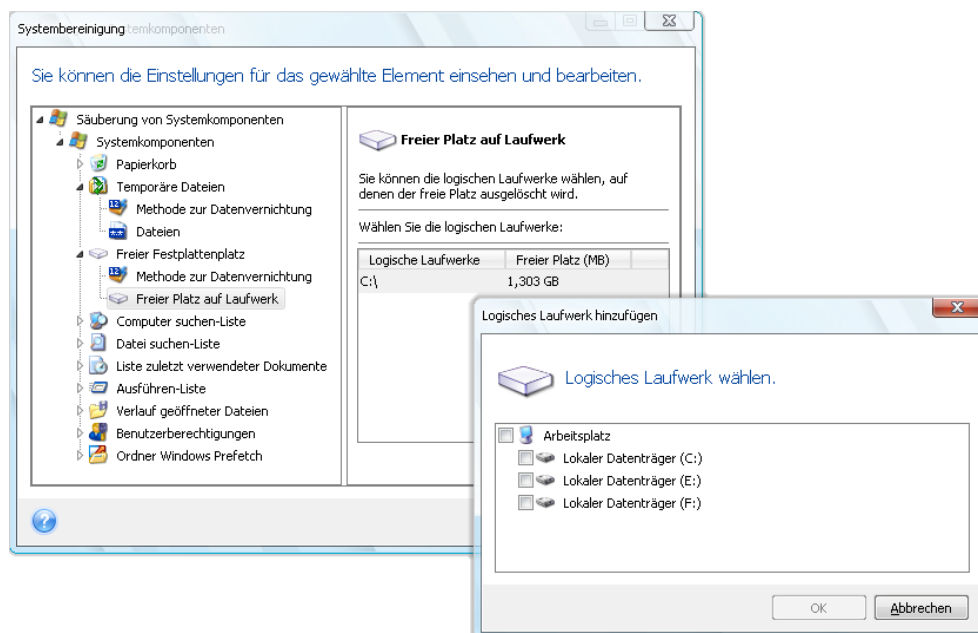 Systembereinigung temkomponenten
Sie können die Einstellungen für das gewählte Element einsehen und bearbeiten.
Säuberung von Systemkomponenten
Systemkomponenten
Papierkorb
Temporäre Dateien
Methode zur Datenvernichtung
Dateien
Freier Festplattenplatz
Methode zur Datenvernichtung
Freier Platz auf Laufwerk
Computer suchen-Liste
Datei suchen-Liste
Liste zuletzt verwendeter Dokumente
Ausführen-Liste
Verlauf geöffneter Dateien
Benutzerberechtigungen
Ordner Windows Prefetch
Freier Platz auf Laufwerk
Sie können die logischen Laufwerke wählen, auf
denen der freie Platz ausgelöscht wird.
Wählen Sie die logischen Laufwerke:
Logische Laufwerke Freier Platz (MB)
C:\ 1,303 GB
Logisches Laufwerk hinzufügen
Logisches Laufwerk wählen.
Arbeitsplatz
Lokaler Datenträger (C:)
Lokaler Datenträger (E:)
Lokaler Datenträger (F:)
OK Abbrechen